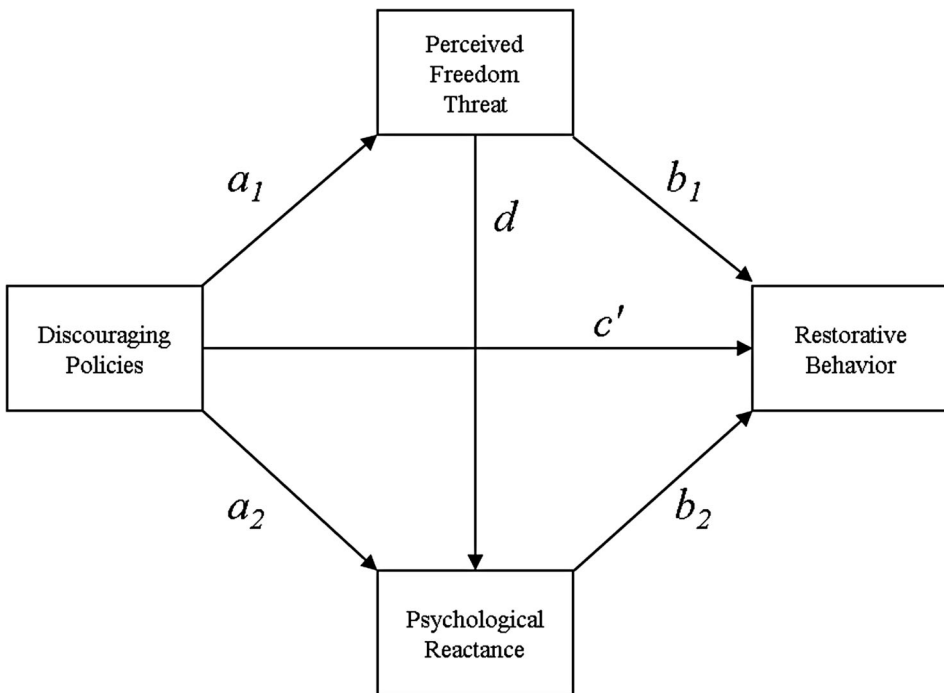 Perceived
Freedom
Threat
a1
b1
d
Discouraging
Policies
c'
Restorative
Behavior
a2
b2
Psychological
Reactance